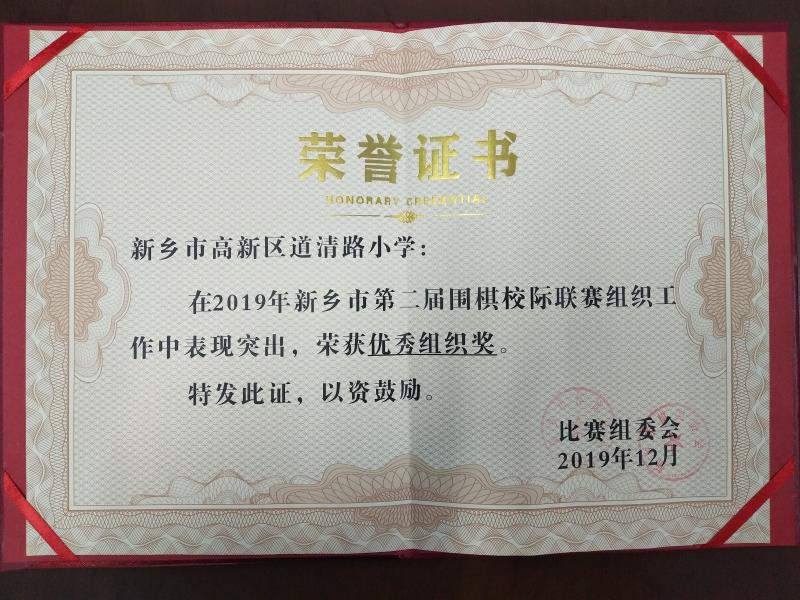 荣誉证书
HONORARY CREDENTIAL
新乡市高新区道清路小学：
在2019年新乡市第二届围棋校际联赛组织工
作中表现突出，荣获优秀组织奖。
特发此证，以资鼓励。
比赛组委会
2019年12月